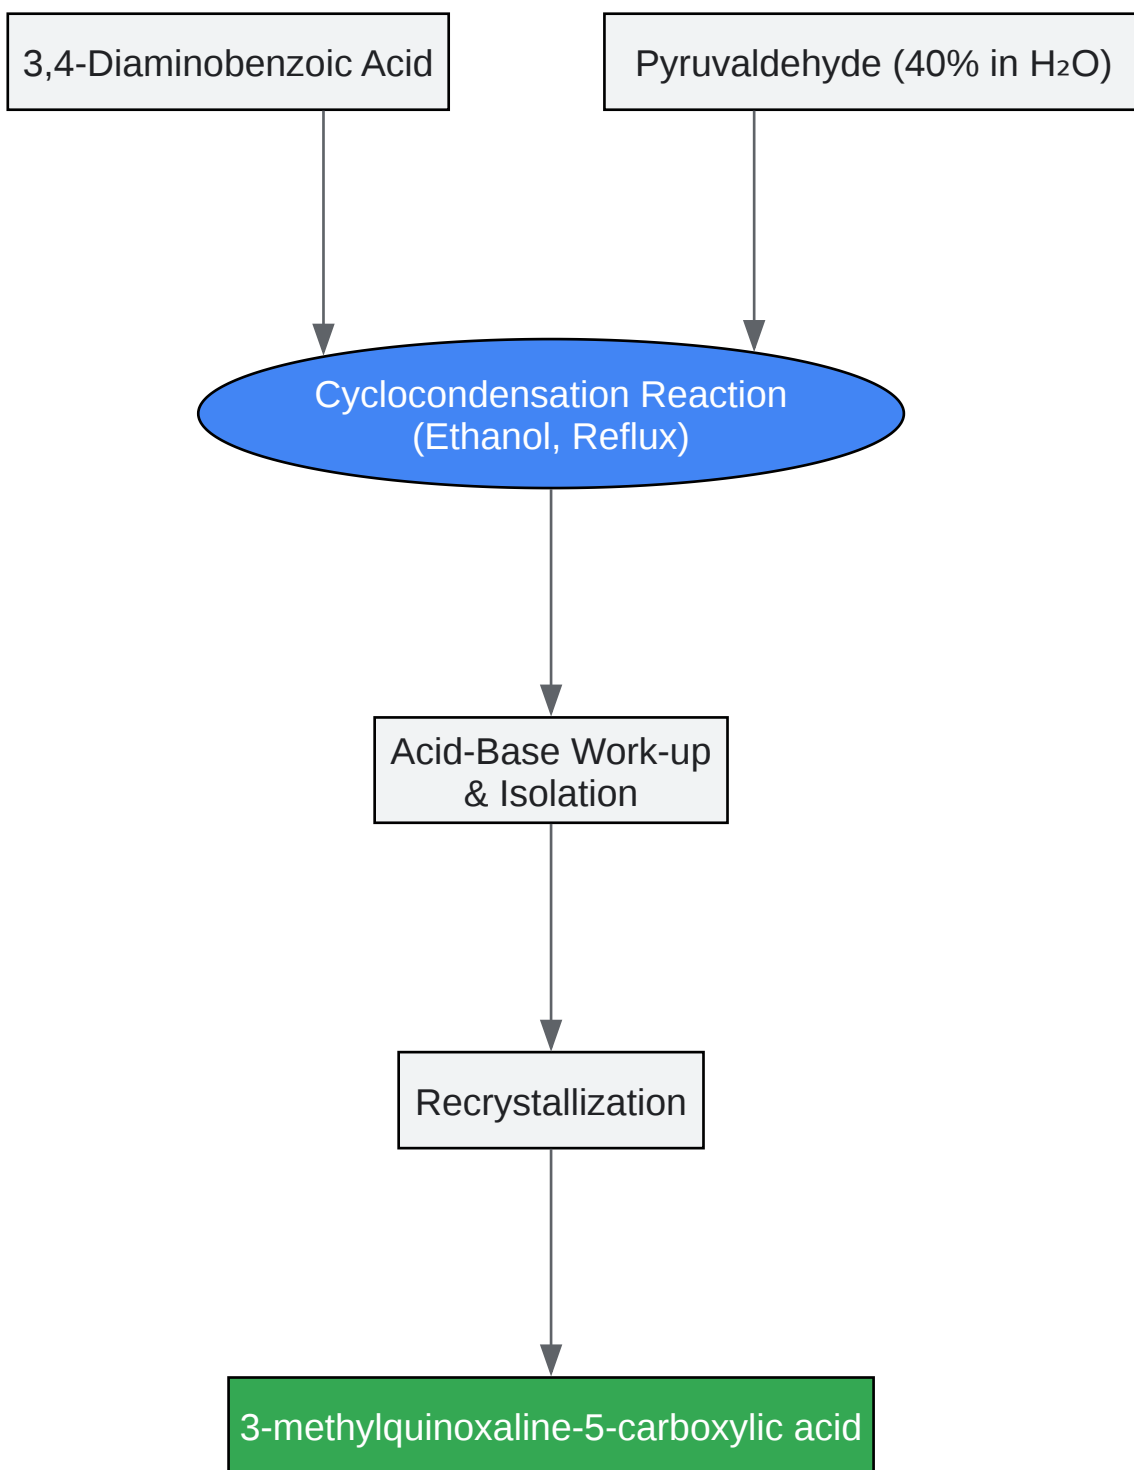 3,4-Diaminobenzoic Acid
Pyruvaldehyde (40% in H₂O)
Cyclocondensation Reaction
(Ethanol, Reflux)
Acid-Base Work-up
& Isolation
Recrystallization
3-methylquinoxaline-5-carboxylic acid